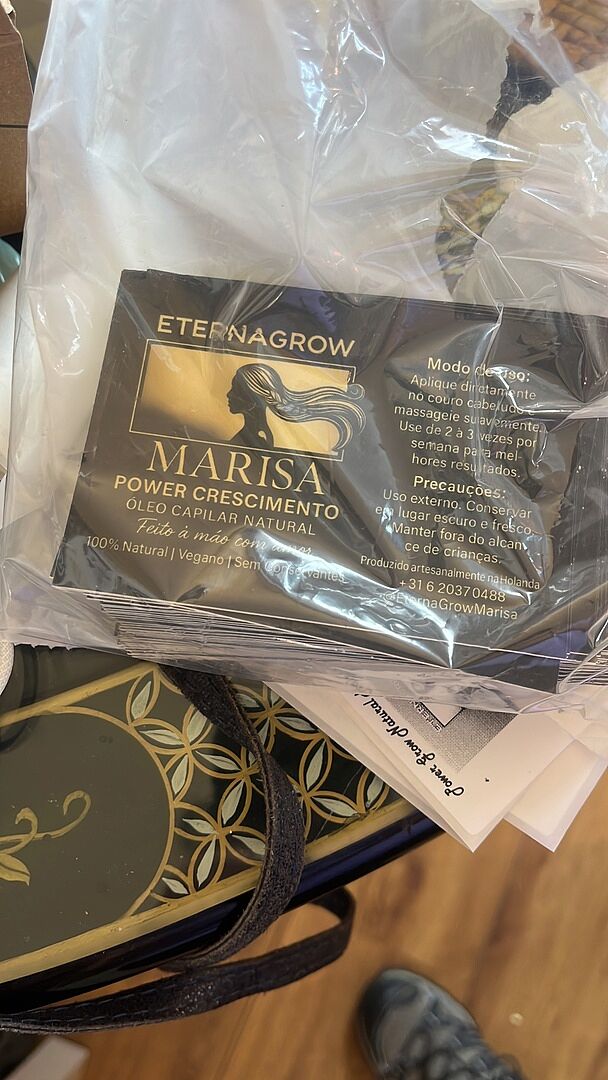 ETERNAGROW
MARISA
POWER CRESCIMENTO
ÓLEO CAPILAR NATURAL
Feito à mão com amor
100% Natural | Vegano | Sem Conservantes
Modo de uso:
Aplique diretamente
no couro cabeludo
massageie suavemente.
Use de 2 à 3 vezes por
semana para mel-
hores resultados.
Precauções:
Uso externo. Conservar
em lugar escuro e fresco
Manter fora do alcan
ce de crianças.
Produzido artesanalmente na Holanda
+31 6 20370488
@EternaGrowMarisa
Power Grow Natural